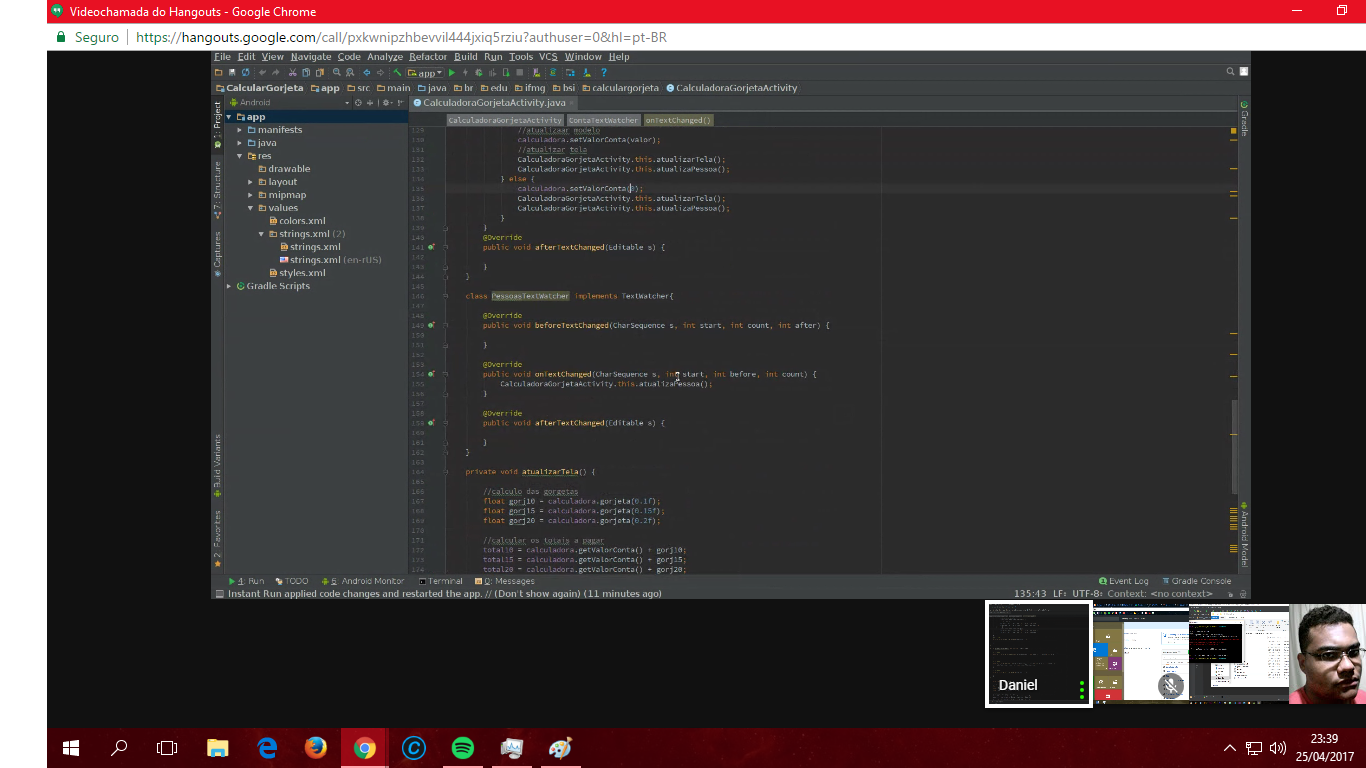 Videochamada do Hangouts - Google Chrome
Seguro https://hangouts.google.com/call/pxkwnipzhbevvil444jxiq5rziu?authuser=0&hl=pt-BR
File Edit View Navigate Code Analyze Refactor Build Run Tools VCS Window Help
app
CalcularGorjeta app src main java br edu ifmg bsi calculargorjeta CalculadoraGorjetaActivity
Android
CalculadoraGorjetaActivity.java
CalculadoraGorjetaActivity ContaTextWatcher onTextChanged()
1: Project
7: Structure
Captures
Build Variants
2: Favorites
app
manifests
java
res
drawable
layout
mipmap
values
colors.xml
strings.xml (2)
strings.xml
strings.xml (en-rUS)
styles.xml
Gradle Scripts
129 //atualizaar modelo
130 calculadora.setValorConta(valor);
131 //atualizar tela
132 CalculadoraGorjetaActivity.this.atualizarTela();
133 CalculadoraGorjetaActivity.this.atualizaPessoa();
134 } else {
135 calculadora.setValorConta(0);
136 CalculadoraGorjetaActivity.this.atualizarTela();
137 CalculadoraGorjetaActivity.this.atualizaPessoa();
138 }
139 }
140 @Override
141 public void afterTextChanged(Editable s) {
142
143 }
144 }
145
146 class PessoasTextWatcher implements TextWatcher{
147
148 @Override
149 public void beforeTextChanged(CharSequence s, int start, int count, int after) {
150
151 }
152
153 @Override
154 public void onTextChanged(CharSequence s, int start, int before, int count) {
155 CalculadoraGorjetaActivity.this.atualizaPessoa();
156 }
157
@Override
public void afterTextChanged(Editable s) {
160
161 }
162 }
163
164 private void atualizarTela() {
165
166 //calculo das gorgetas
167 float gorj10 = calculadora.gorjeta(0.1f);
168 float gorj15 = calculadora.gorjeta(0.15f);
169 float gorj20 = calculadora.gorjeta(0.2f);
170
171 //calcular os totais a pagar
172 total10 = calculadora.getValorConta() + gorj10;
173 total15 = calculadora.getValorConta() + gorj15;
174 total20 = calculadora.getValorConta() + gorj20;
Gradle
Android Model
4: Run TODO 6: Android Monitor Terminal 0: Messages Event Log Gradle Console
Instant Run applied code changes and restarted the app. // (Don't show again) (11 minutes ago) 135:43 LF: UTF-8: Context: <no context>
Daniel
23:39
25/04/2017